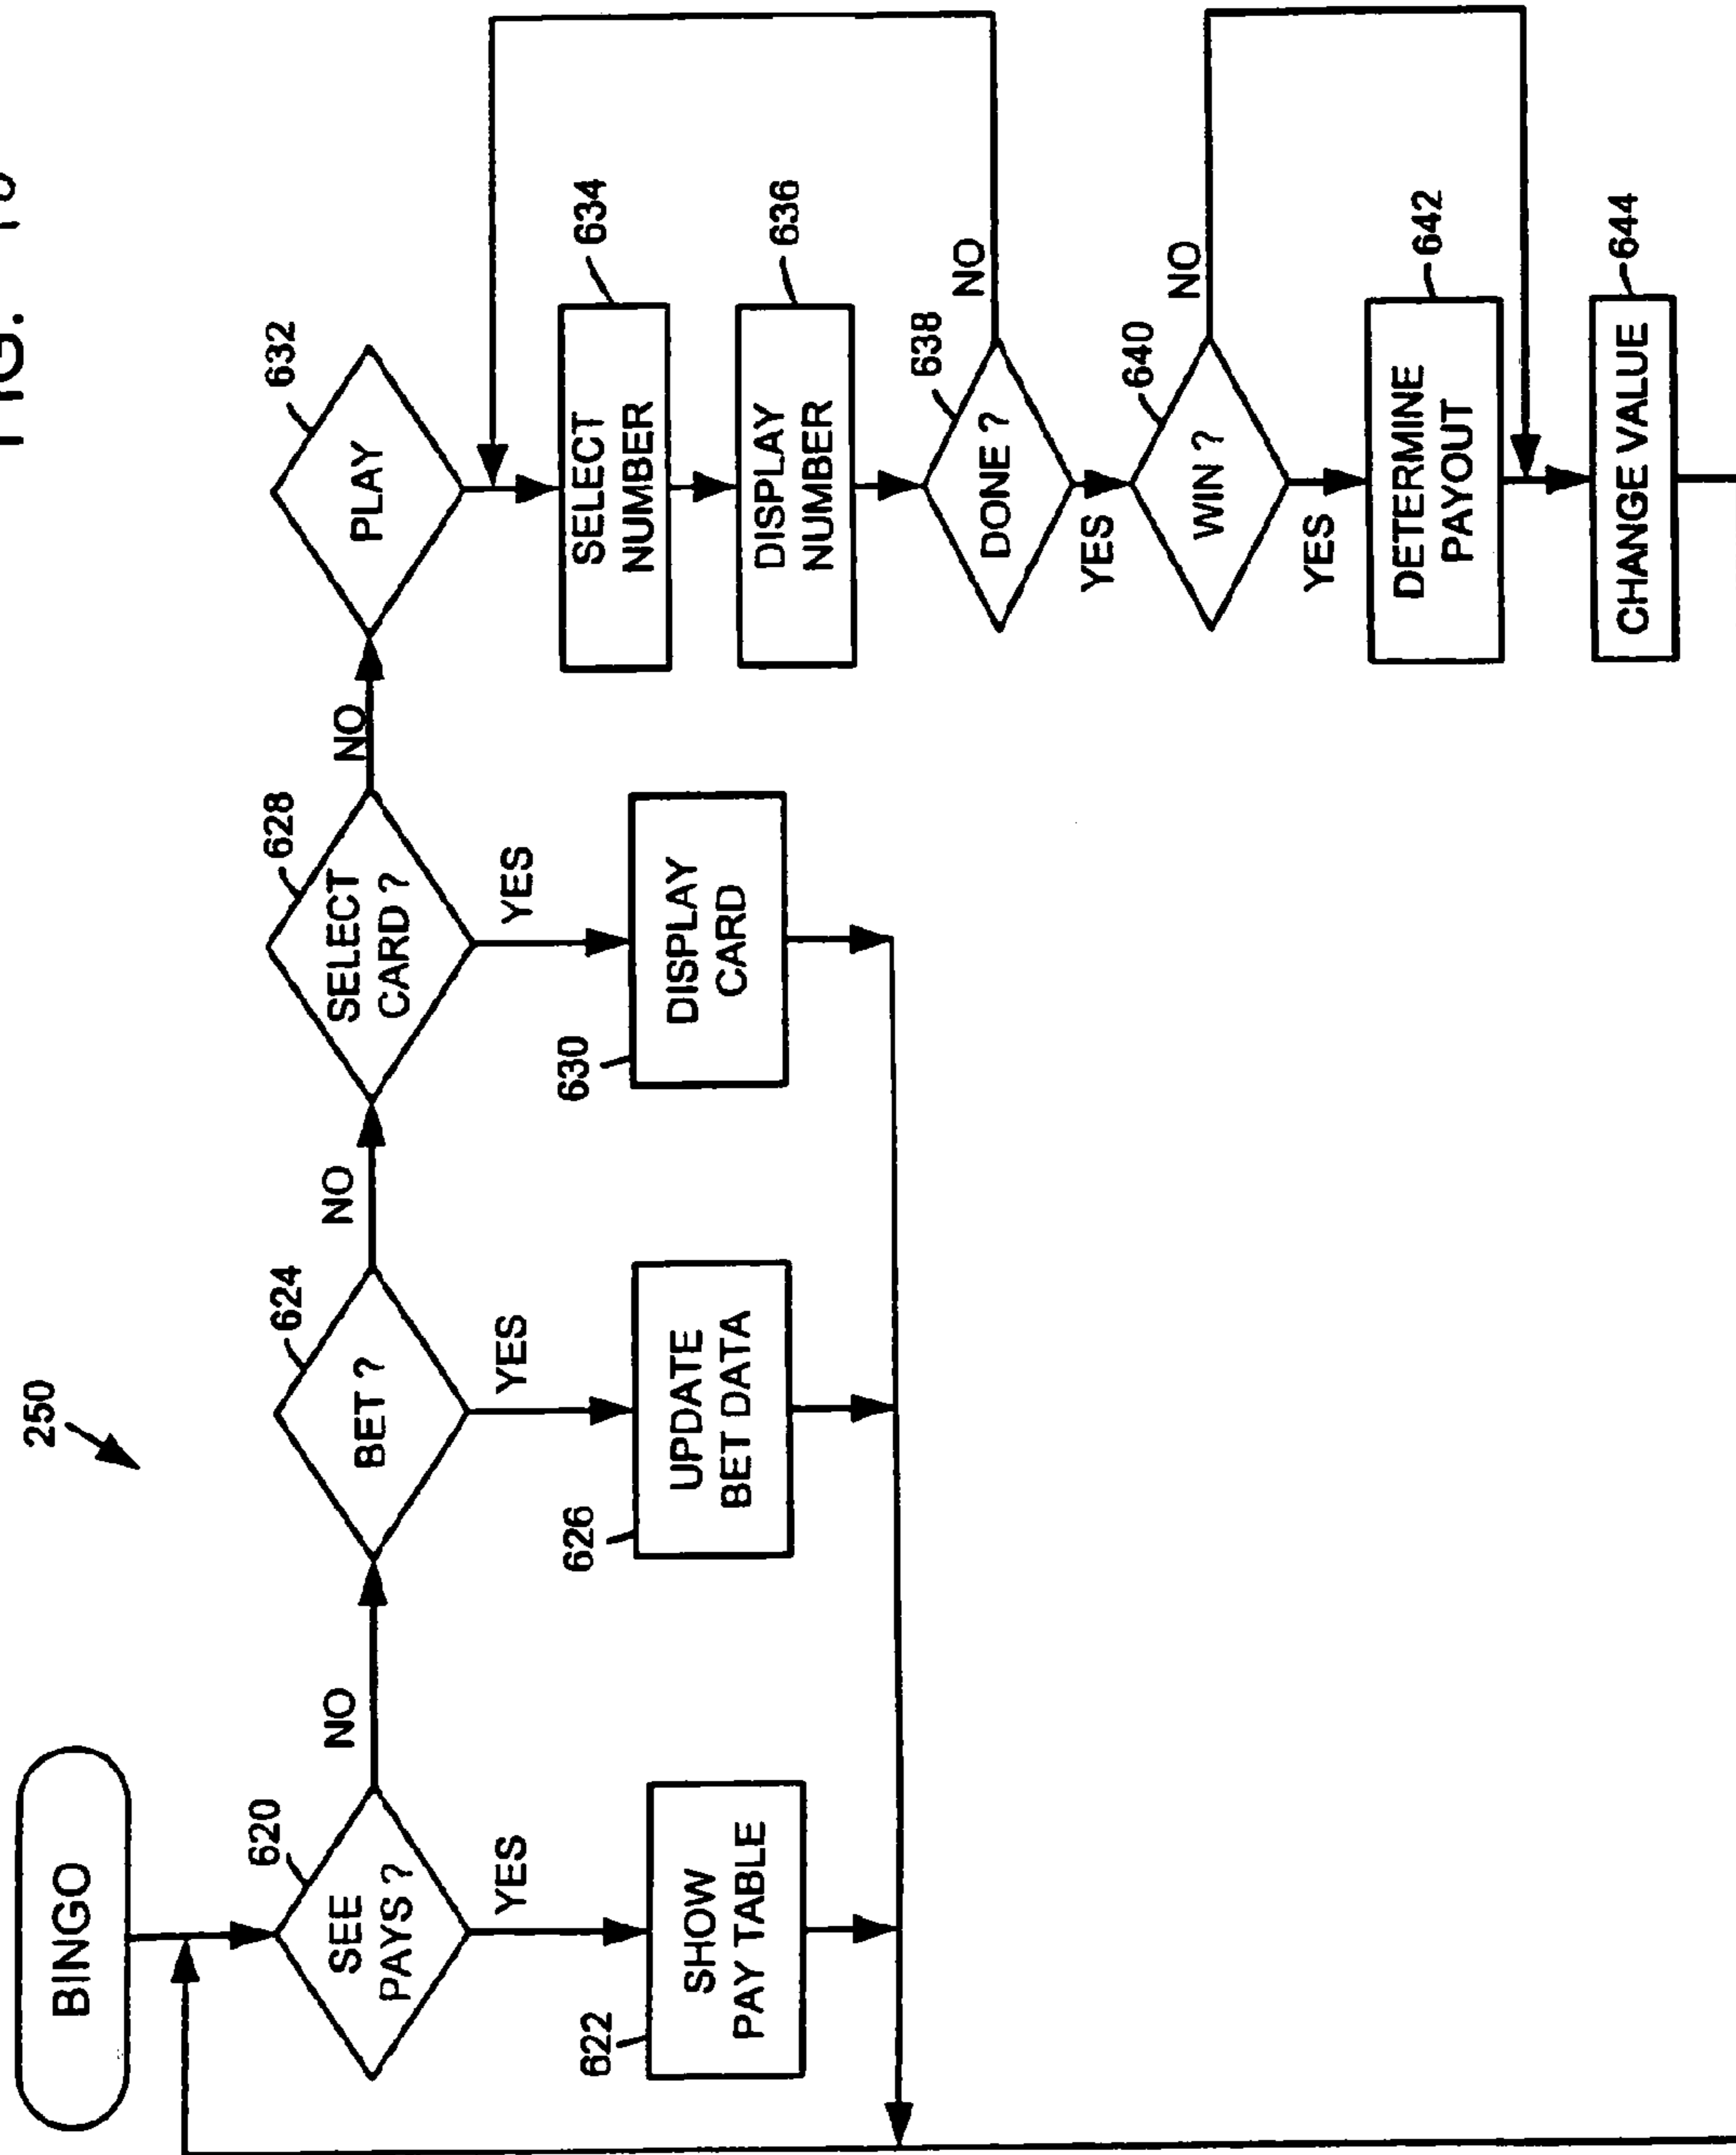 FIG.
250
BINGO
620
SEE
PAYS ?
NO
624
BET ?
NO
628
SELECT
CARD ?
NO
632
PLAY
YES
YES
YES
622
SHOW
PAY TABLE
626
UPDATE
BET DATA
630
DISPLAY
CARD
634
SELECT
NUMBER
636
DISPLAY
NUMBER
638
DONE ?
NO
YES
640
WIN ?
NO
YES
642
DETERMINE
PAYOUT
644
CHANGE VALUE